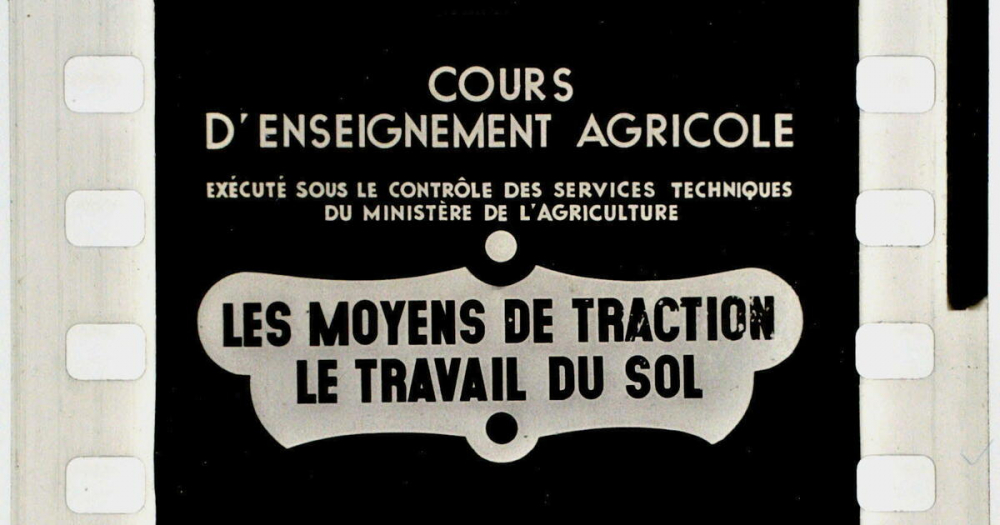 COURS
D'ENSEIGNEMENT AGRICOLE
EXÉCUTÉ SOUS LE CONTRÔLE DES SERVICES TECHNIQUES
DU MINISTÈRE DE L'AGRICULTURE
LES MOYENS DE TRACTION
LE TRAVAIL DU SOL